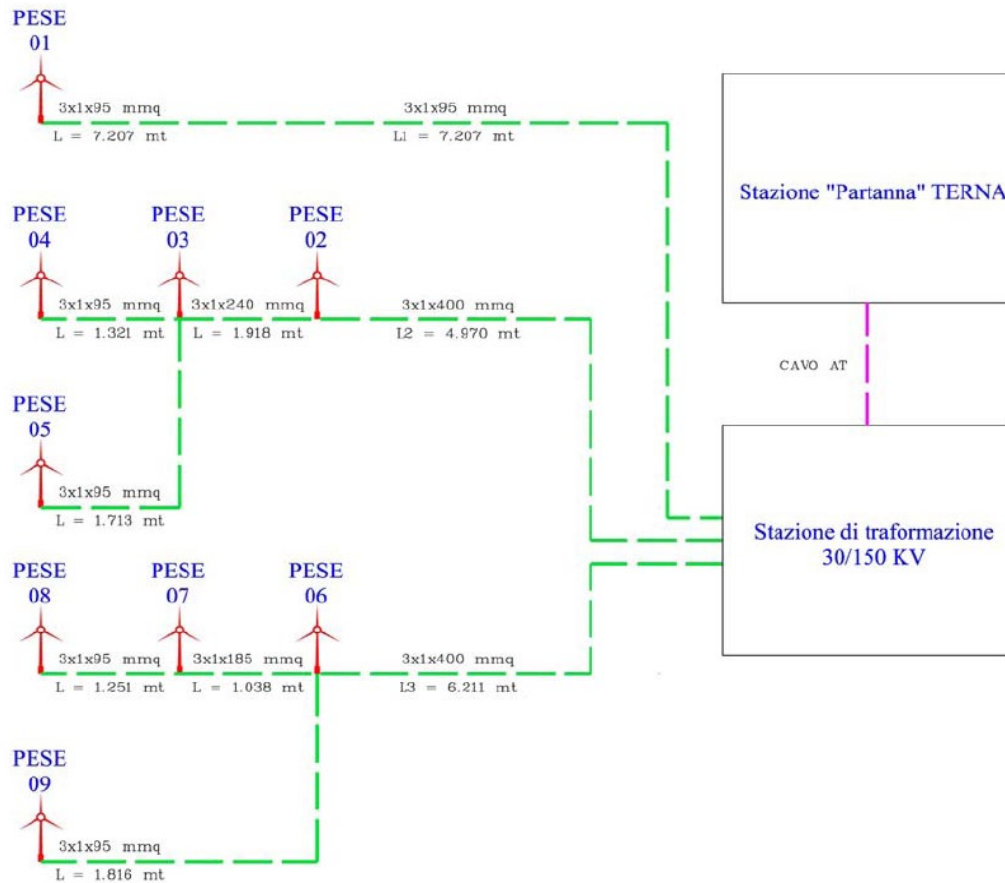 PESE
01
3x1x95 mmq
L = 7.207 mt
3x1x95 mmq
L1 = 7.207 mt
Stazione "Partanna" TERNA
PESE
04
PESE
03
PESE
02
3x1x95 mmq
L = 1.321 mt
3x1x240 mmq
L = 1.918 mt
3x1x400 mmq
L2 = 4.970 mt
CAVO AT
PESE
05
3x1x95 mmq
L = 1.713 mt
Stazione di traformazione
30/150 KV
PESE
08
PESE
07
PESE
06
3x1x95 mmq
L = 1.251 mt
3x1x185 mmq
L = 1.038 mt
3x1x400 mmq
L3 = 6.211 mt
PESE
09
3x1x95 mmq
L = 1.816 mt